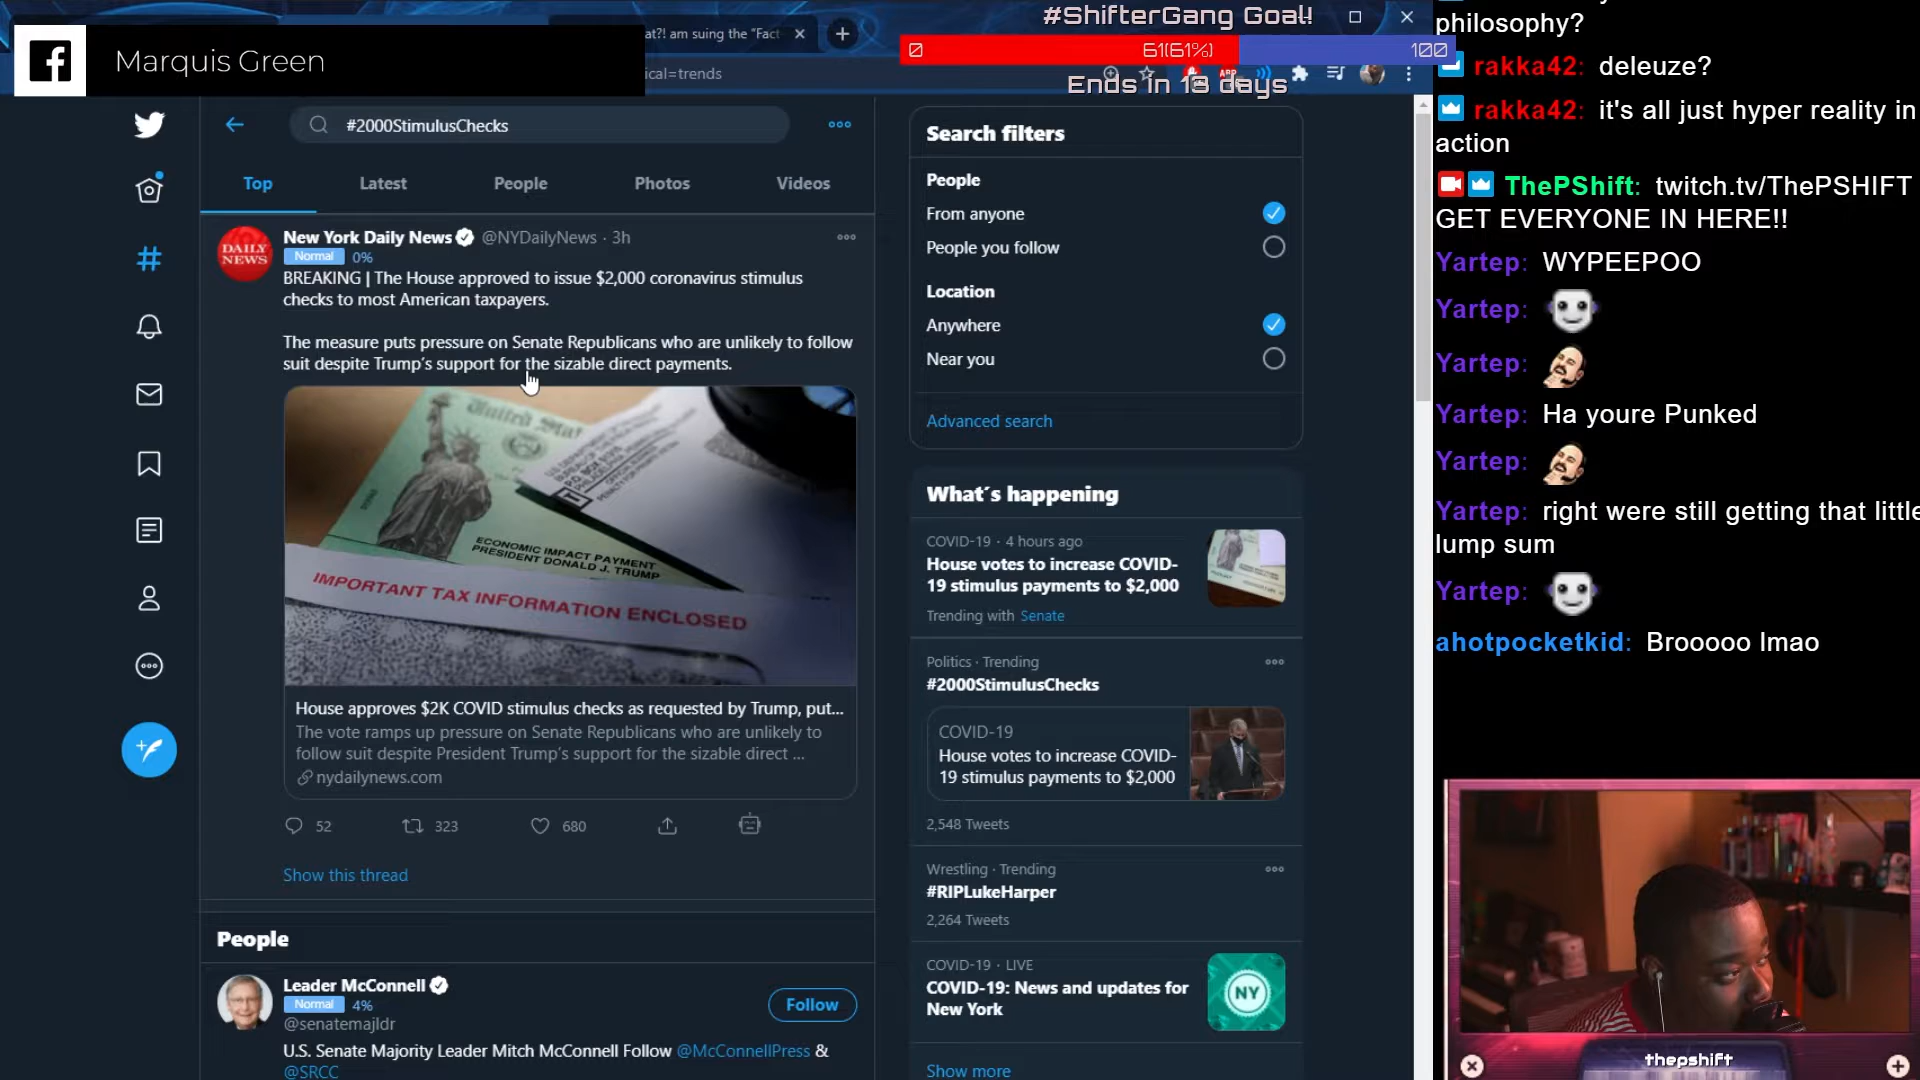 Marquis Green
at?! am suing the "Fact
ical=trends
#ShifterGang Goal!
0
61(61%)
100
Ends in 18 days
#2000StimulusChecks
Top
Latest
People
Photos
Videos
DAILY
NEWS
New York Daily News @NYDailyNews · 3h
Normal 0%
BREAKING | The House approved to issue $2,000 coronavirus stimulus
checks to most American taxpayers.
The measure puts pressure on Senate Republicans who are unlikely to follow
suit despite Trump's support for the sizable direct payments.
United Stat
ECONOMIC IMPACT PAYMENT
PRESIDENT DONALD J. TRUMP
IMPORTANT TAX INFORMATION ENCLOSED
House approves $2K COVID stimulus checks as requested by Trump, put...
The vote ramps up pressure on Senate Republicans who are unlikely to
follow suit despite President Trump's support for the sizable direct ...
nydailynews.com
52
323
680
Show this thread
People
Leader McConnell
Normal 4%
@senatemajldr
Follow
U.S. Senate Majority Leader Mitch McConnell Follow @McConnellPress &
@SRCC
Search filters
People
From anyone
People you follow
Location
Anywhere
Near you
Advanced search
What's happening
COVID-19 · 4 hours ago
House votes to increase COVID-
19 stimulus payments to $2,000
Trending with Senate
Politics · Trending
#2000StimulusChecks
COVID-19
House votes to increase COVID-
19 stimulus payments to $2,000
2,548 Tweets
Wrestling · Trending
#RIPLukeHarper
2,264 Tweets
COVID-19 · LIVE
COVID-19: News and updates for
New York
NY
Show more
philosophy?
rakka42: deleuze?
rakka42: it's all just hyper reality in
action
ThePShift: twitch.tv/ThePSHIFT
GET EVERYONE IN HERE!!
Yartep: WYPEEPOO
Yartep:
Yartep:
Yartep: Ha youre Punked
Yartep:
Yartep: right were still getting that little
lump sum
Yartep:
ahotpocketkid: Brooooo lmao
thepshift